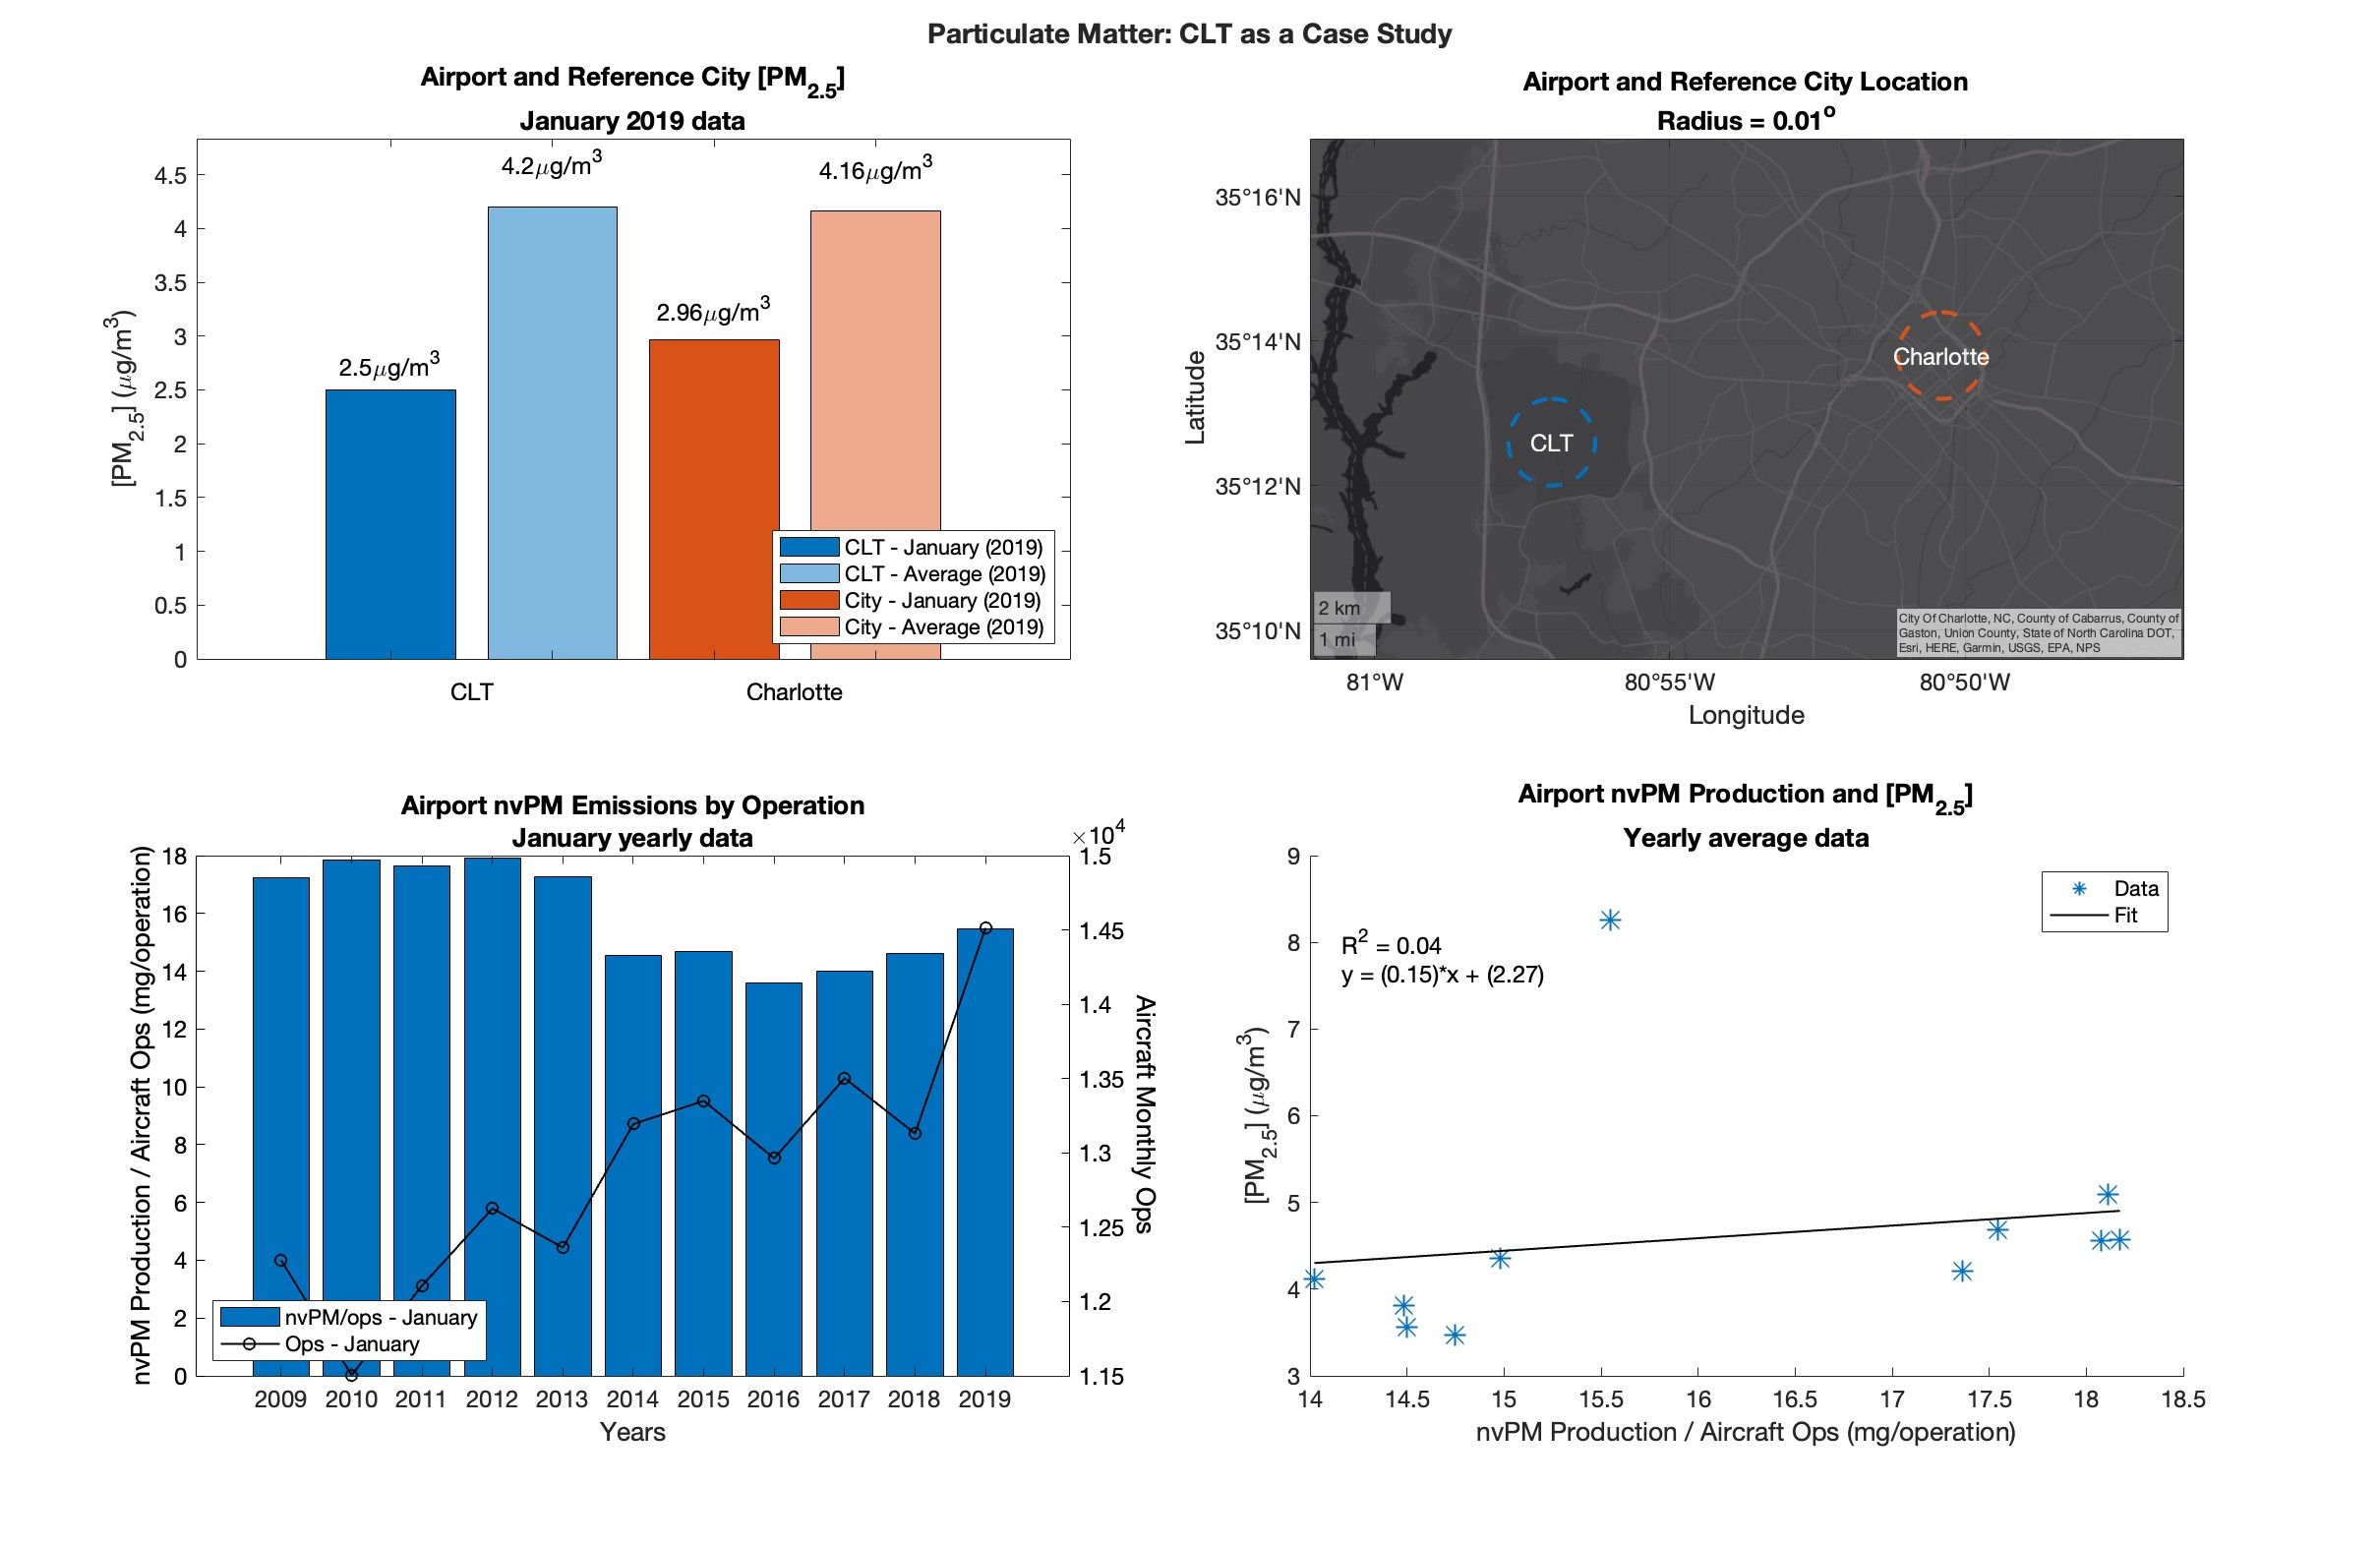 Particulate Matter: CLT as a Case Study
Airport and Reference City [PM2.5]
January 2019 data
[PM2.5] (μg/m3)
4.5
4
3.5
3
2.5
2
1.5
1
0.5
0
2.5μg/m3
4.2μg/m3
2.96μg/m3
4.16μg/m3
CLT - January (2019)
CLT - Average (2019)
City - January (2019)
City - Average (2019)
CLT
Charlotte
Airport and Reference City Location
Radius = 0.01o
Latitude
35°16'N
35°14'N
35°12'N
35°10'N
Charlotte
CLT
2 km
1 mi
City Of Charlotte, NC, County of Cabarrus, County of
Gaston, Union County, State of North Carolina DOT,
Esri, HERE, Garmin, USGS, EPA, NPS
81°W
80°55'W
80°50'W
Longitude
Airport nvPM Emissions by Operation
January yearly data
nvPM Production / Aircraft Ops (mg/operation)
18
16
14
12
10
8
6
4
2
0
×104
1.5
1.45
1.4
1.35
1.3
1.25
1.2
1.15
Aircraft Monthly Ops
nvPM/ops - January
Ops - January
2009
2010
2011
2012
2013
2014
2015
2016
2017
2018
2019
Years
Airport nvPM Production and [PM2.5]
Yearly average data
[PM2.5] (μg/m3)
9
8
7
6
5
4
3
R2 = 0.04
y = (0.15)*x + (2.27)
Data
Fit
14
14.5
15
15.5
16
16.5
17
17.5
18
18.5
nvPM Production / Aircraft Ops (mg/operation)